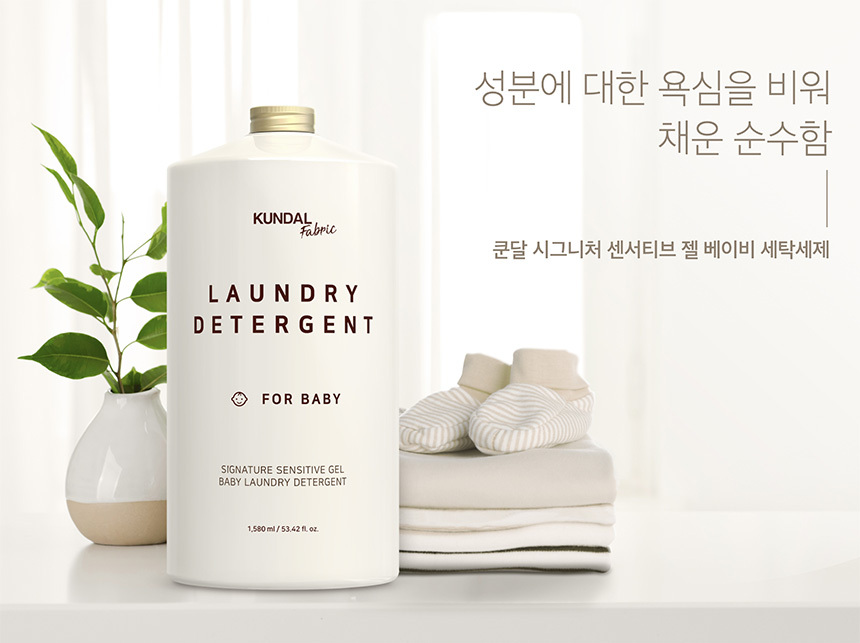 성분에 대한 욕심을 비워
채운 순수함
쿤달 시그니처 센서티브 젤 베이비 세탁세제
KUNDAL
Fabric
LAUNDRY
DETERGENT
FOR BABY
SIGNATURE SENSITIVE GEL
BABY LAUNDRY DETERGENT
1,580 ml / 53.42 fl. oz.